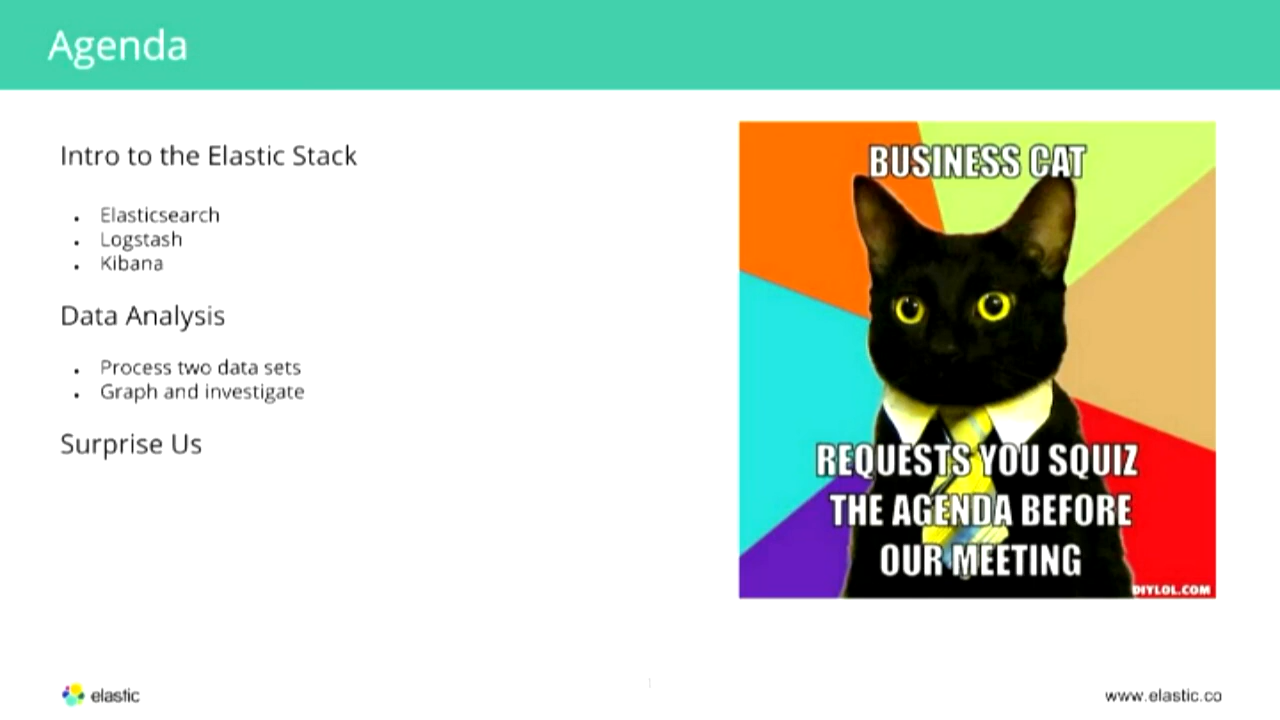 Agenda
Intro to the Elastic Stack
Elasticsearch
Logstash
Kibana
Data Analysis
Process two data sets
Graph and investigate
Surprise Us
BUSINESS CAT
REQUESTS YOU SQUIZ
THE AGENDA BEFORE
OUR MEETING
DIYLOL.COM
elastic
1
www.elastic.co